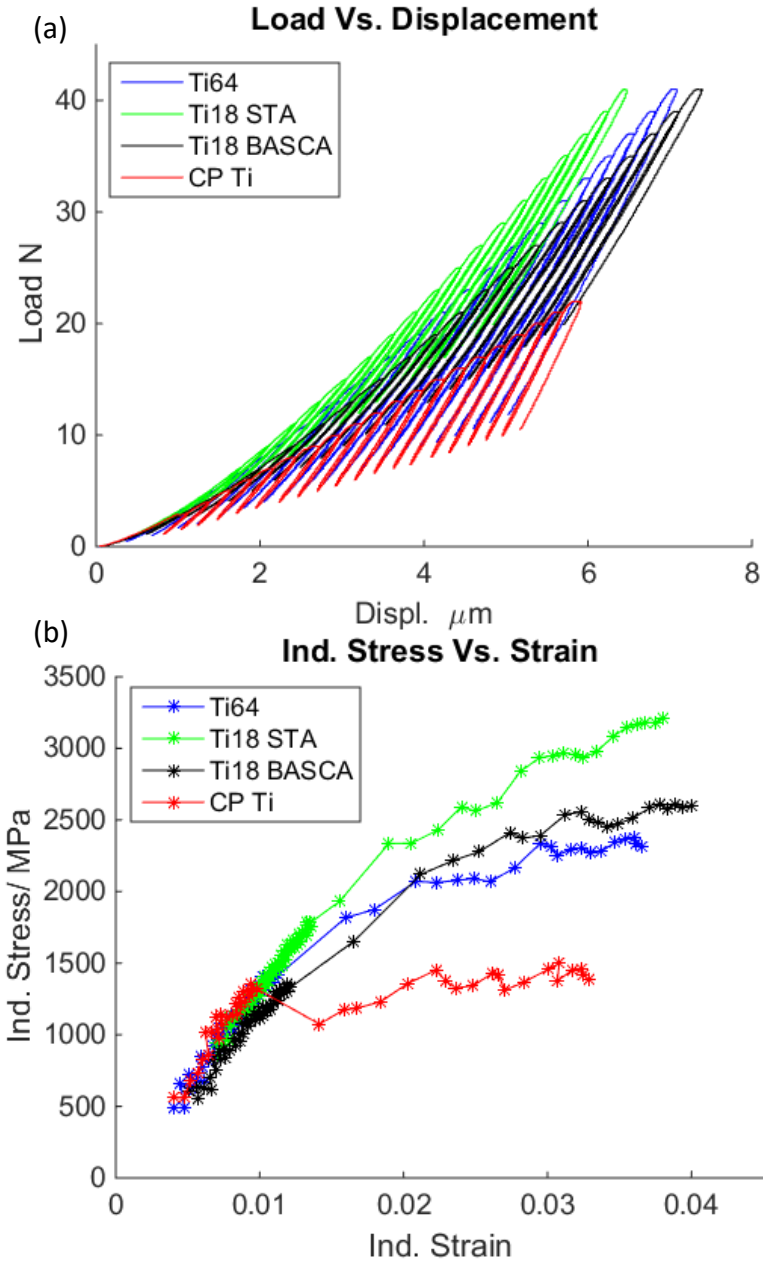 (a)
Load Vs. Displacement
Ti64
Ti18 STA
Ti18 BASCA
CP Ti
40
30
20
10
0
Load N
0 2 4 6 8
Displ. μm
(b)
Ind. Stress Vs. Strain
Ti64
Ti18 STA
Ti18 BASCA
CP Ti
3500
3000
2500
2000
1500
1000
500
0
Ind. Stress/ MPa
0 0.01 0.02 0.03 0.04
Ind. Strain